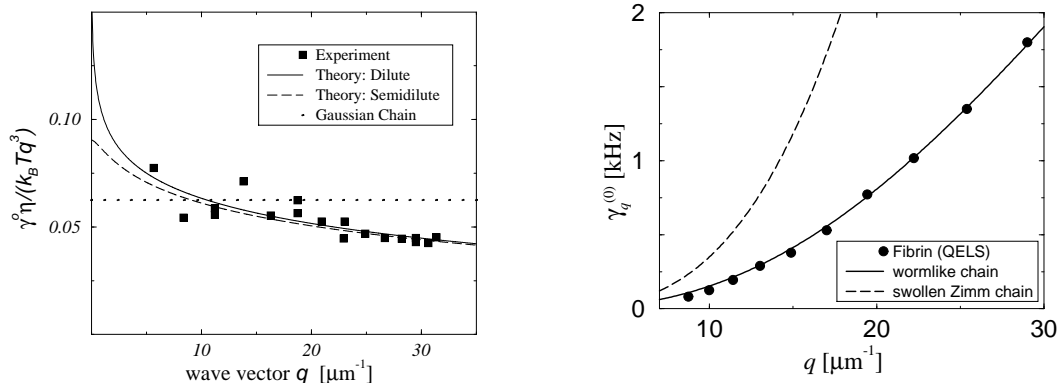 γ⁰η/(k_BTq³)
0.10
0.05
10
20
30
wave vector q [μm⁻¹]
Experiment
Theory: Dilute
Theory: Semidilute
Gaussian Chain
γ_q⁽⁰⁾ [kHz]
2
1
0
10
20
30
q [μm⁻¹]
Fibrin (QELS)
wormlike chain
swollen Zimm chain